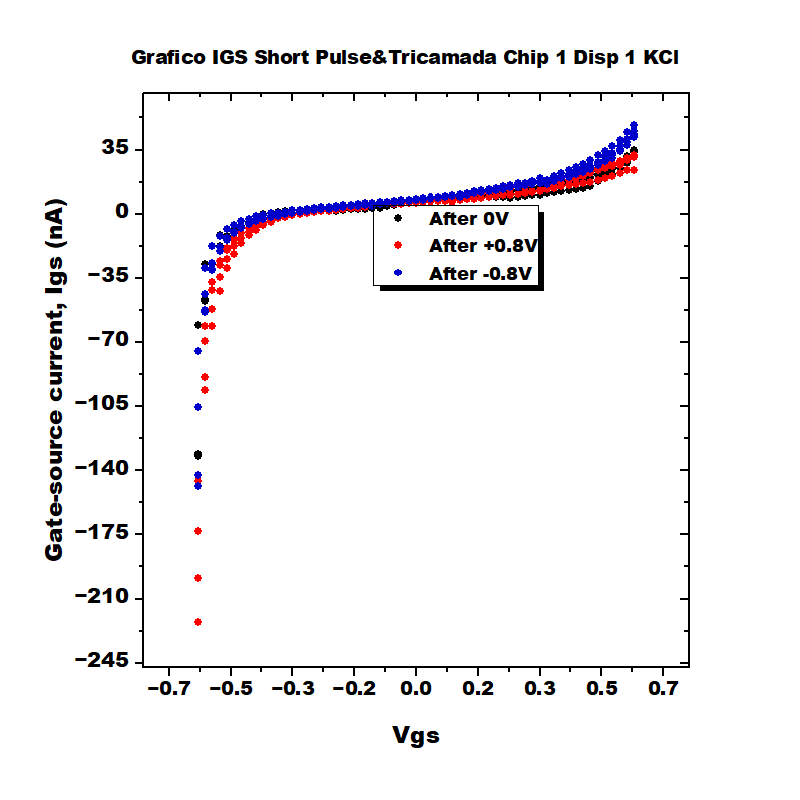 Grafico IGS Short Pulse&Tricamada Chip 1 Disp 1 KCl
Gate-source current, Igs (nA)
35
0
−35
−70
−105
−140
−175
−210
−245
After 0V
After +0.8V
After -0.8V
−0.7 −0.5 −0.3 −0.2 0.0 0.2 0.3 0.5 0.7
Vgs